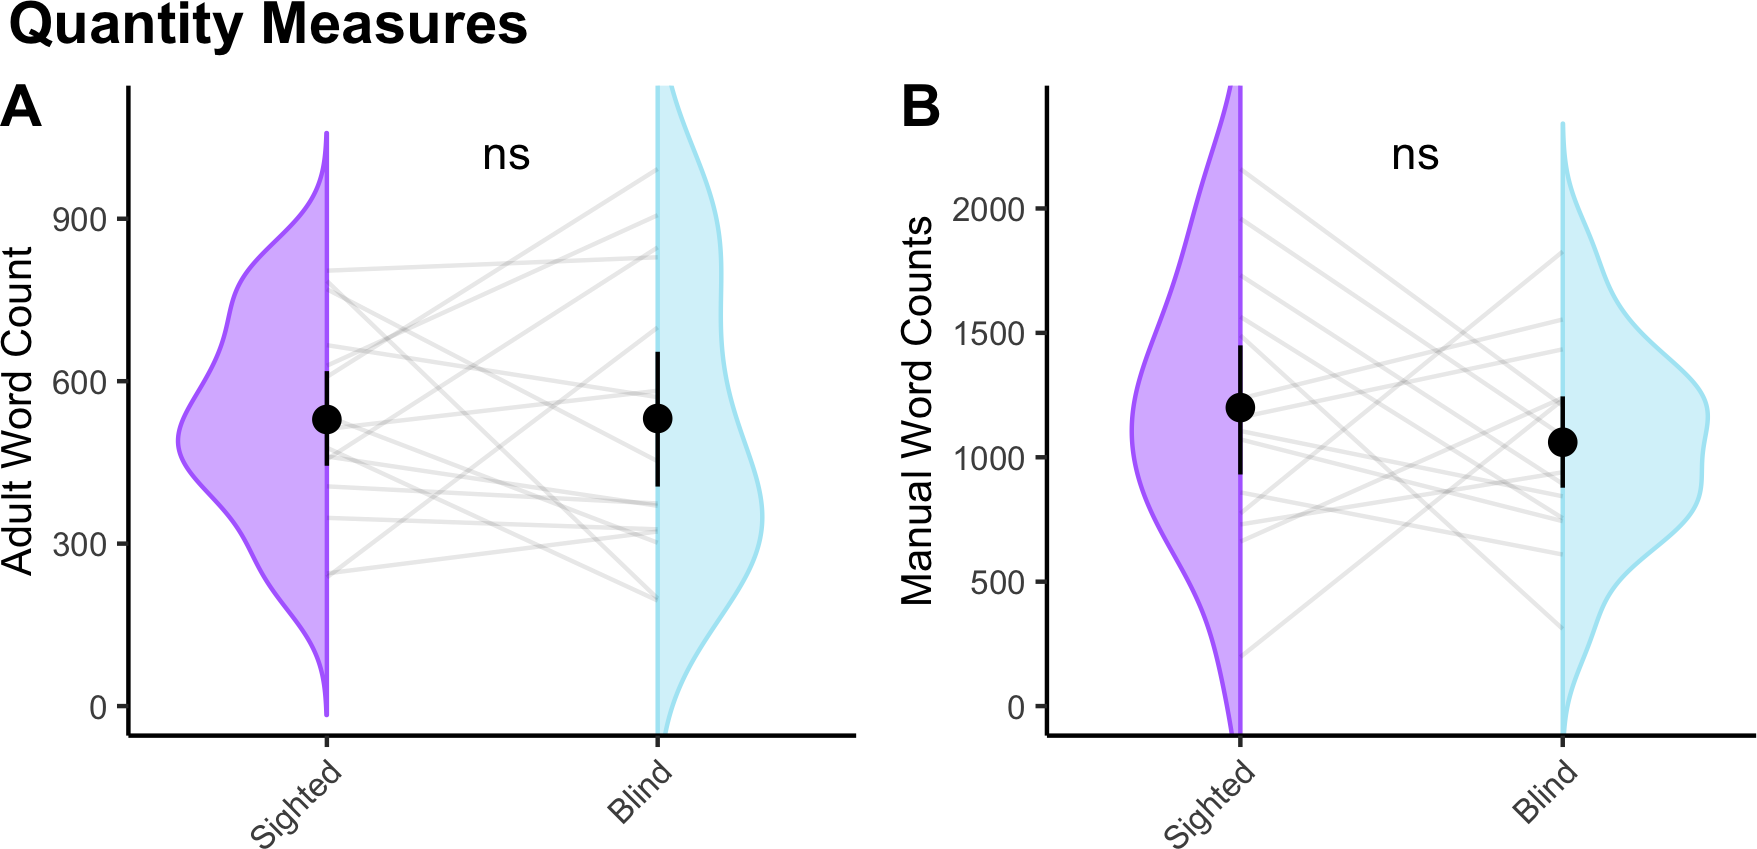 Quantity Measures
A
ns
Adult Word Count
900
600
300
0
Sighted
Blind
B
ns
Manual Word Counts
2000
1500
1000
500
0
Sighted
Blind